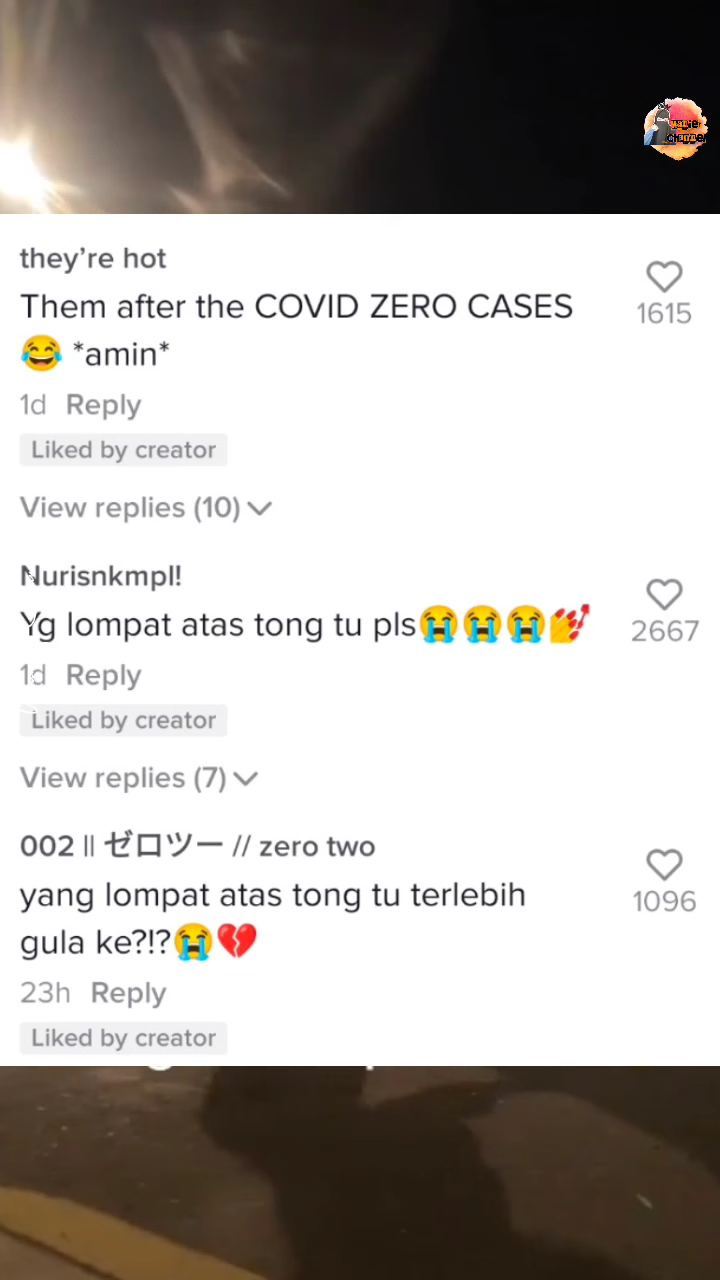 they're hot
Them after the COVID ZERO CASES
😂 *amin*
1615
1d Reply
Liked by creator
View replies (10)
Nurisnkmpl!
Yg lompat atas tong tu pls😭😭😭💅
2667
1d Reply
Liked by creator
View replies (7)
002 || ゼロツー // zero two
yang lompat atas tong tu terlebih
gula ke?!?😭💔
1096
23h Reply
Liked by creator